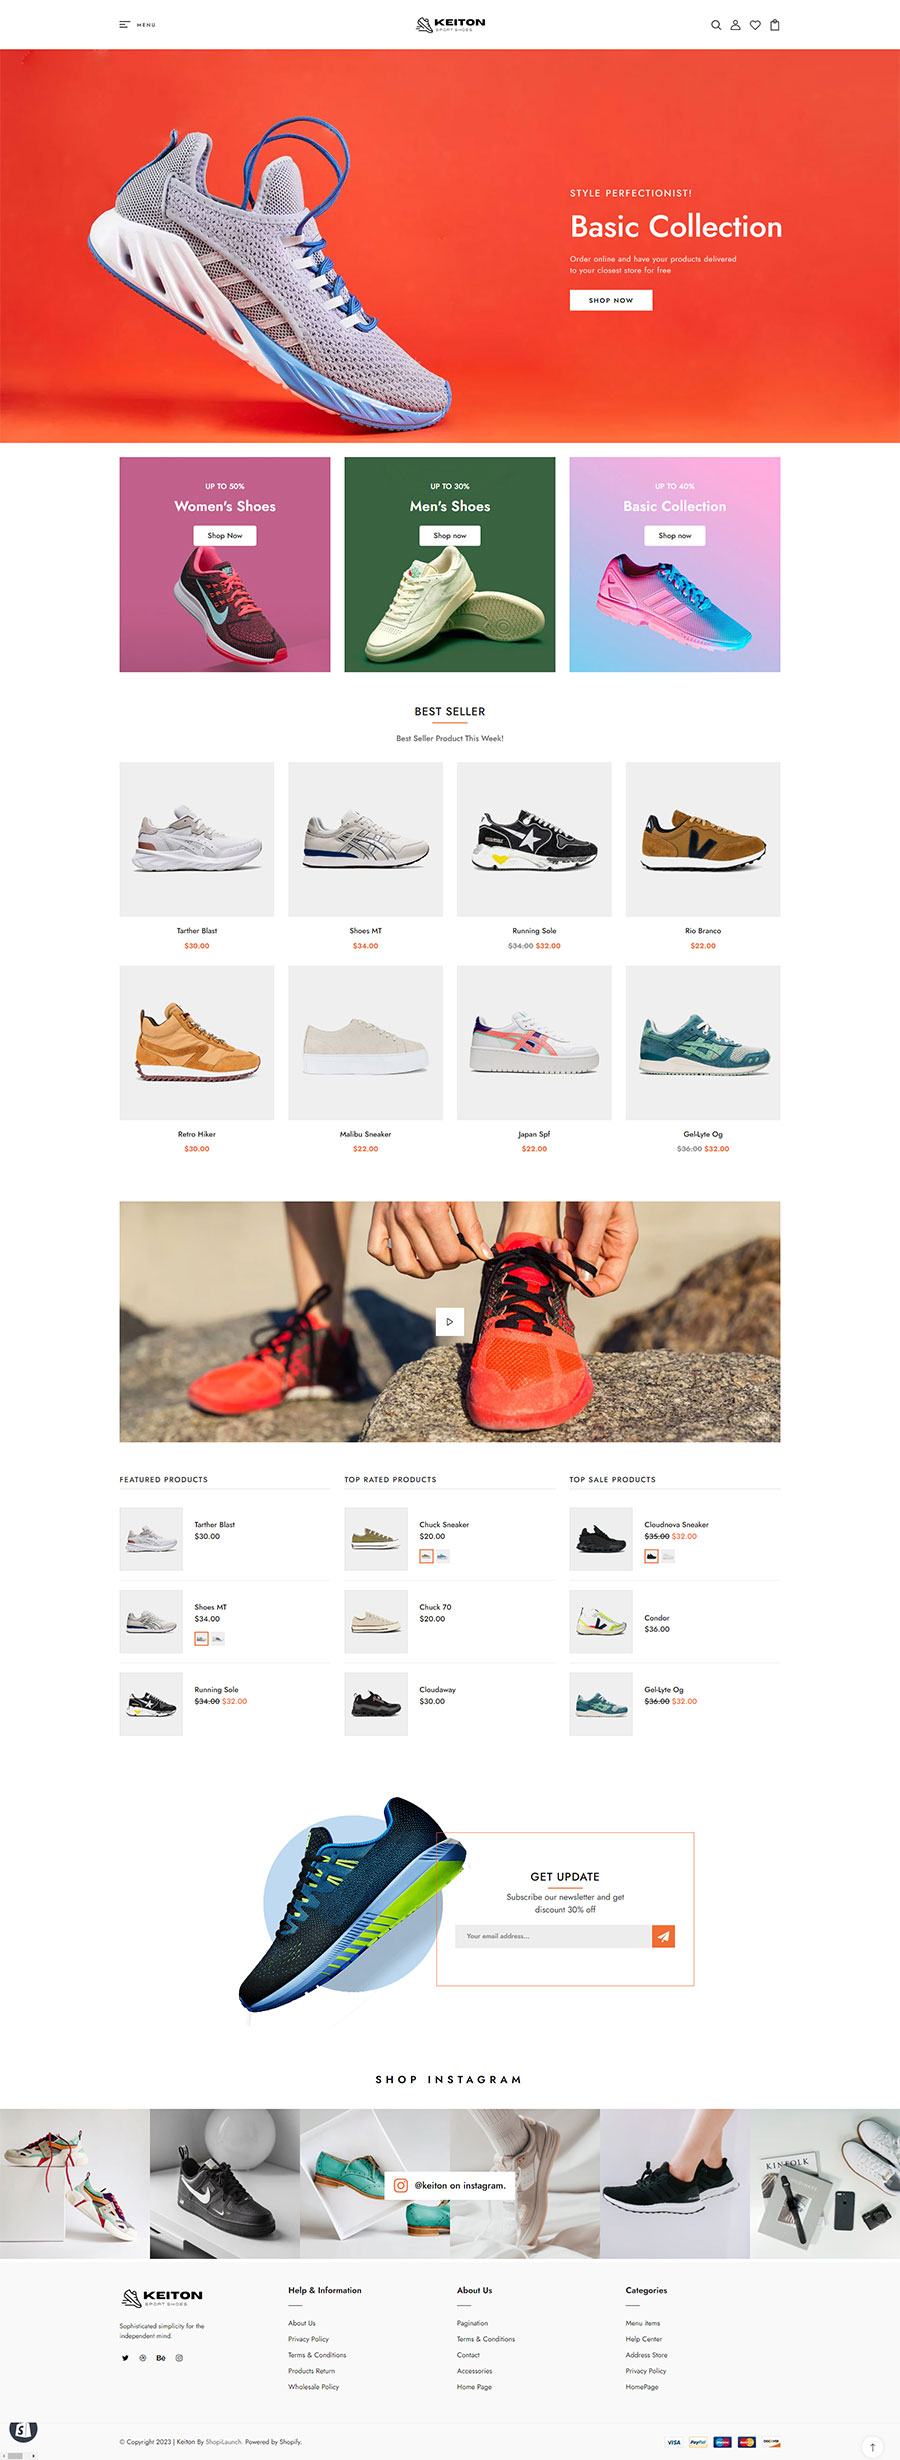 MENU
KEITON
SPORT SHOES
STYLE PERFECTIONIST!
Basic Collection
Order online and have your products delivered
to your closest store for free
SHOP NOW
UP TO 50%
Women's Shoes
Shop Now
UP TO 30%
Men's Shoes
Shop now
UP TO 40%
Basic Collection
Shop now
BEST SELLER
Best Seller Product This Week!
Tarther Blast
$30.00
Shoes MT
$34.00
Running Sole
$34.00 $32.00
Rio Branco
$22.00
Retro Hiker
$30.00
Malibu Sneaker
$22.00
Japan Spf
$22.00
Gel-Lyte Og
$36.00 $32.00
FEATURED PRODUCTS
Tarther Blast
$30.00
Shoes MT
$34.00
Running Sole
$34.00 $32.00
TOP RATED PRODUCTS
Chuck Sneaker
$20.00
Chuck 70
$20.00
Cloudaway
$30.00
TOP SALE PRODUCTS
Cloudnova Sneaker
$35.00 $32.00
Condor
$36.00
Gel-Lyte Og
$36.00 $32.00
GET UPDATE
Subscribe our newsletter and get
discount 30% off
Your email address...
SHOP INSTAGRAM
@keiton on instagram.
KINFOLK
KEITON
SPORT SHOES
Sophisticated simplicity for the
independent mind.
Bē
Help & Information
About Us
Privacy Policy
Terms & Conditions
Products Return
Wholesale Policy
About Us
Pagination
Terms & Conditions
Contact
Accessories
Home Page
Categories
Menu items
Help Center
Address Store
Privacy Policy
HomePage
© Copyright 2023 | Keiton By ShopiLaunch. Powered by Shopify.
VISA
PayPal
DISCOVER